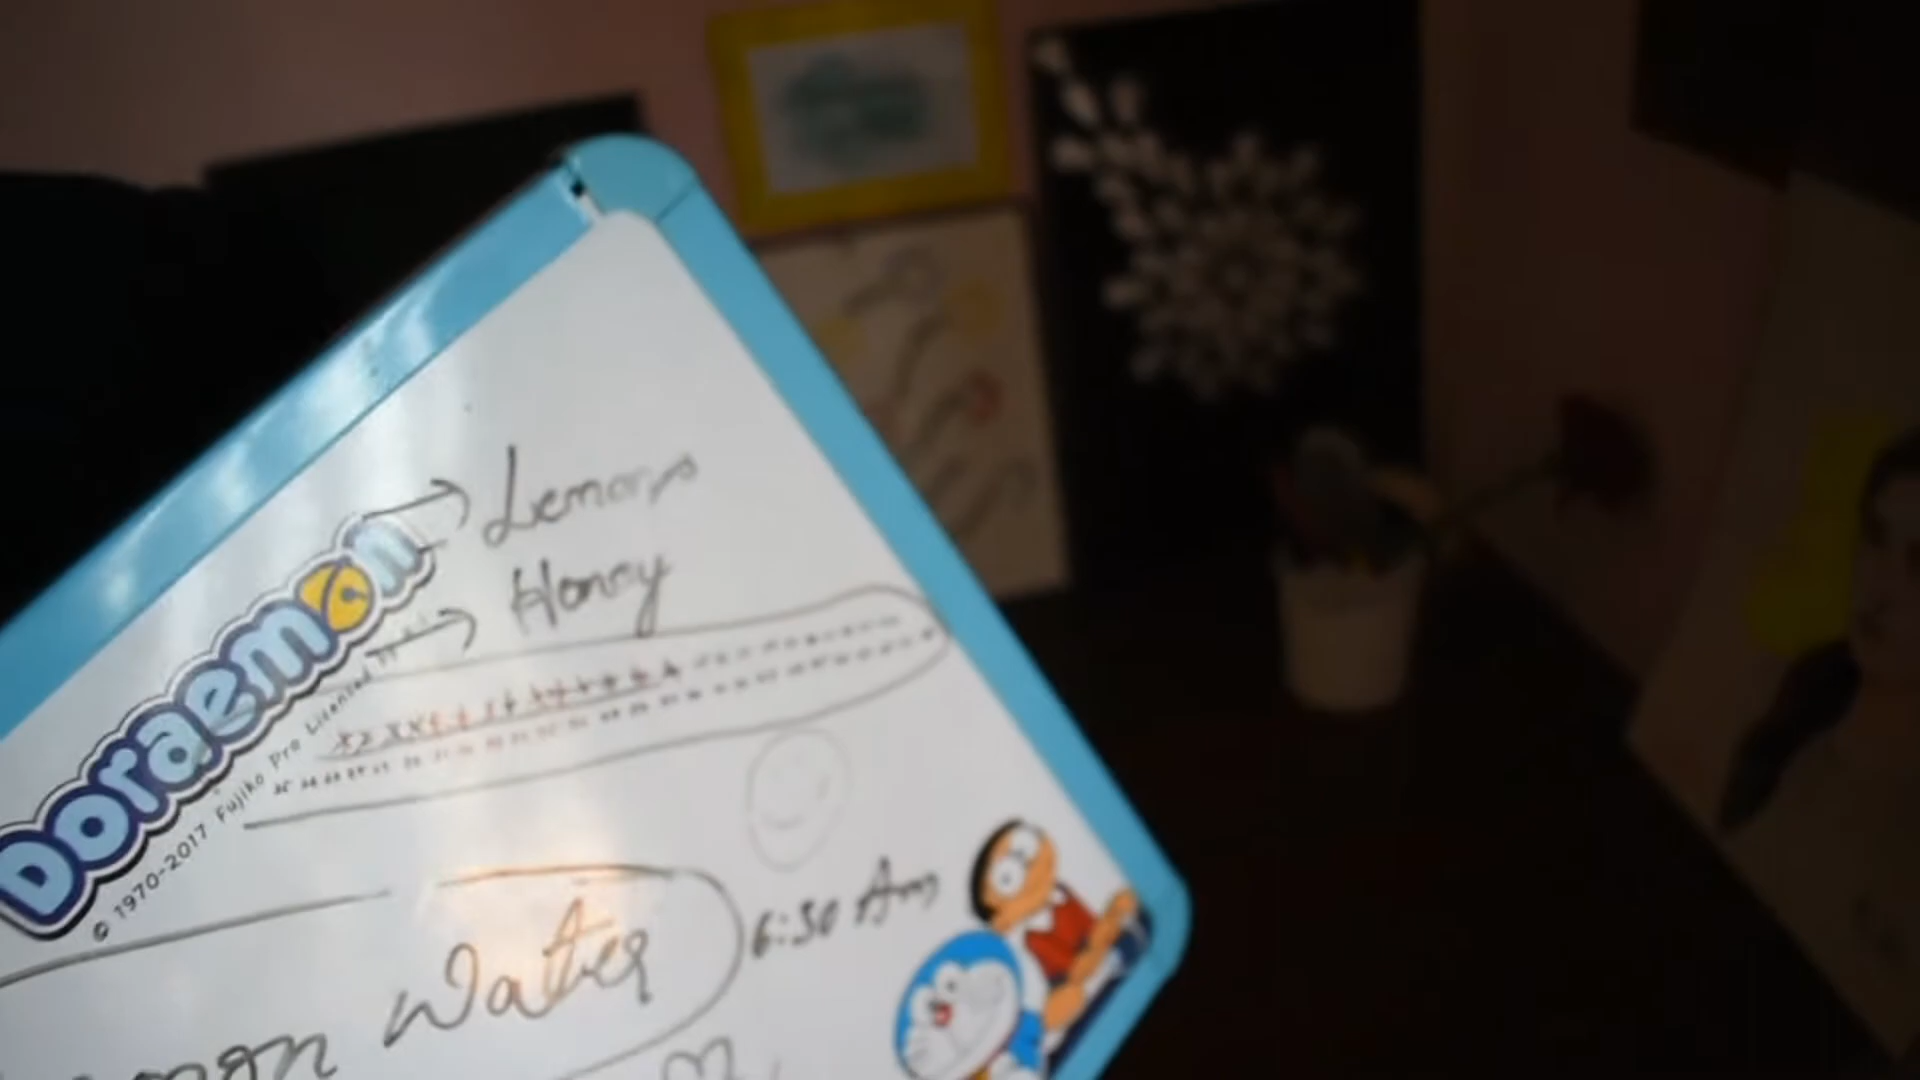 Doraemon
© 1970-2017 Fujiko Pro Licensed
Lemons
Honey
6:30 Am
Water